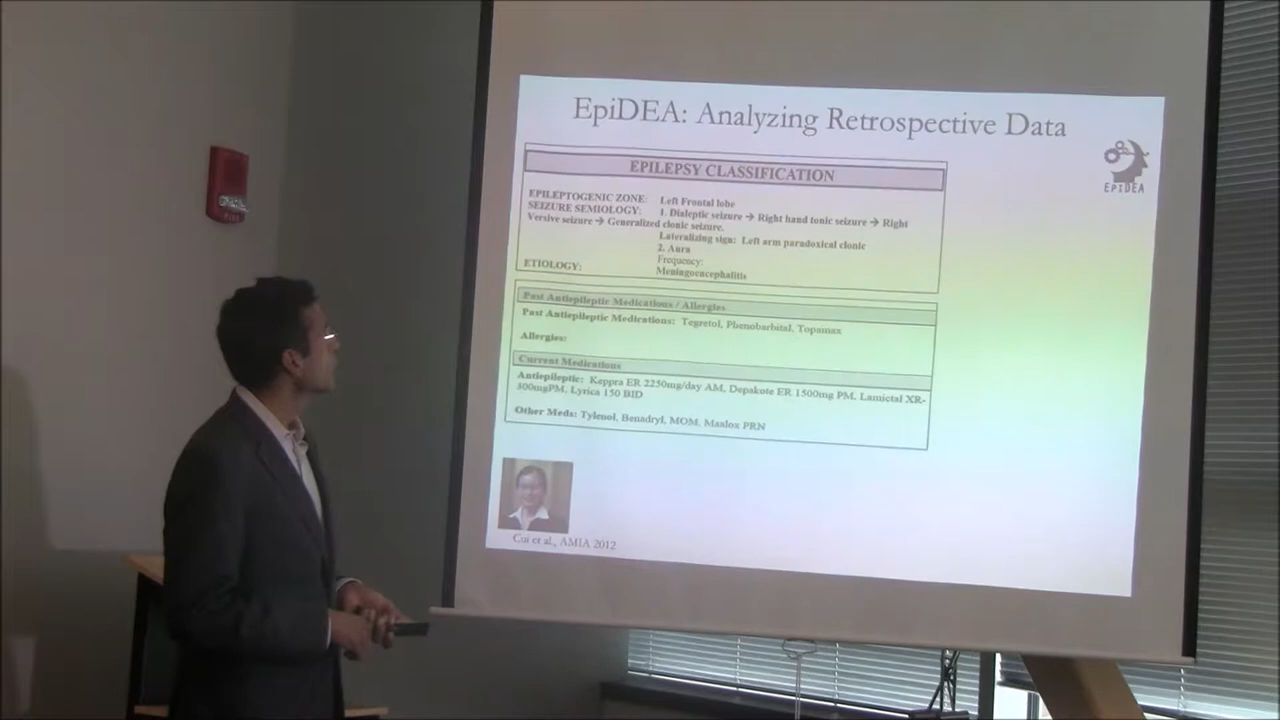 EpiDEA: Analyzing Retrospective Data
EPIDEA
EPILEPSY CLASSIFICATION
EPILEPTOGENIC ZONE: Left Frontal lobe
SEIZURE SEMIOLOGY: 1. Dialeptic seizure → Right hand tonic seizure → Right
Versive seizure → Generalized clonic seizure.
Lateralizing sign: Left arm paradoxical clonic
2. Aura
Frequency:
ETIOLOGY: Meningoencephalitis
Past Antiepileptic Medications / Allergies
Past Antiepileptic Medications: Tegretol, Phenobarbital, Topamax
Allergies:
Current Medications
Antiepileptic: Keppra ER 2250mg/day AM, Depakote ER 1500mg PM, Lamictal XR-
300mgPM, Lyrica 150 BID
Other Meds: Tylenol, Benadryl, MOM, Maalox PRN
Cui et al., AMIA 2012
FIRE